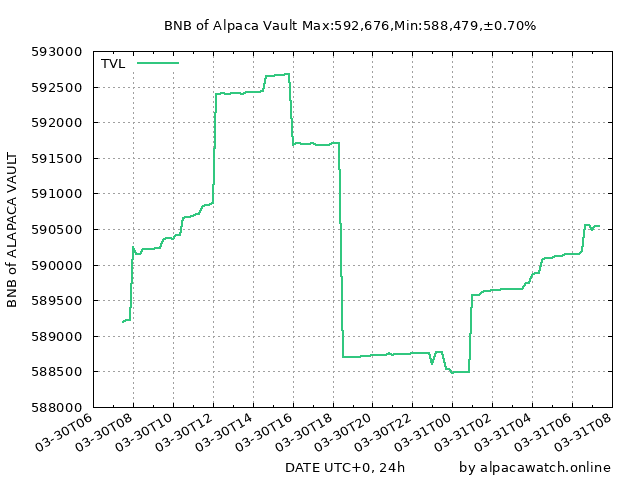 BNB of Alpaca Vault Max:592,676,Min:588,479,±0.70%
TVL
593000
592500
592000
591500
591000
590500
590000
589500
589000
588500
588000
BNB of ALAPACA VAULT
03-30T06
03-30T08
03-30T10
03-30T12
03-30T14
03-30T16
03-30T18
03-30T20
03-30T22
03-31T00
03-31T02
03-31T04
03-31T06
03-31T08
DATE UTC+0, 24h by alpacawatch.online